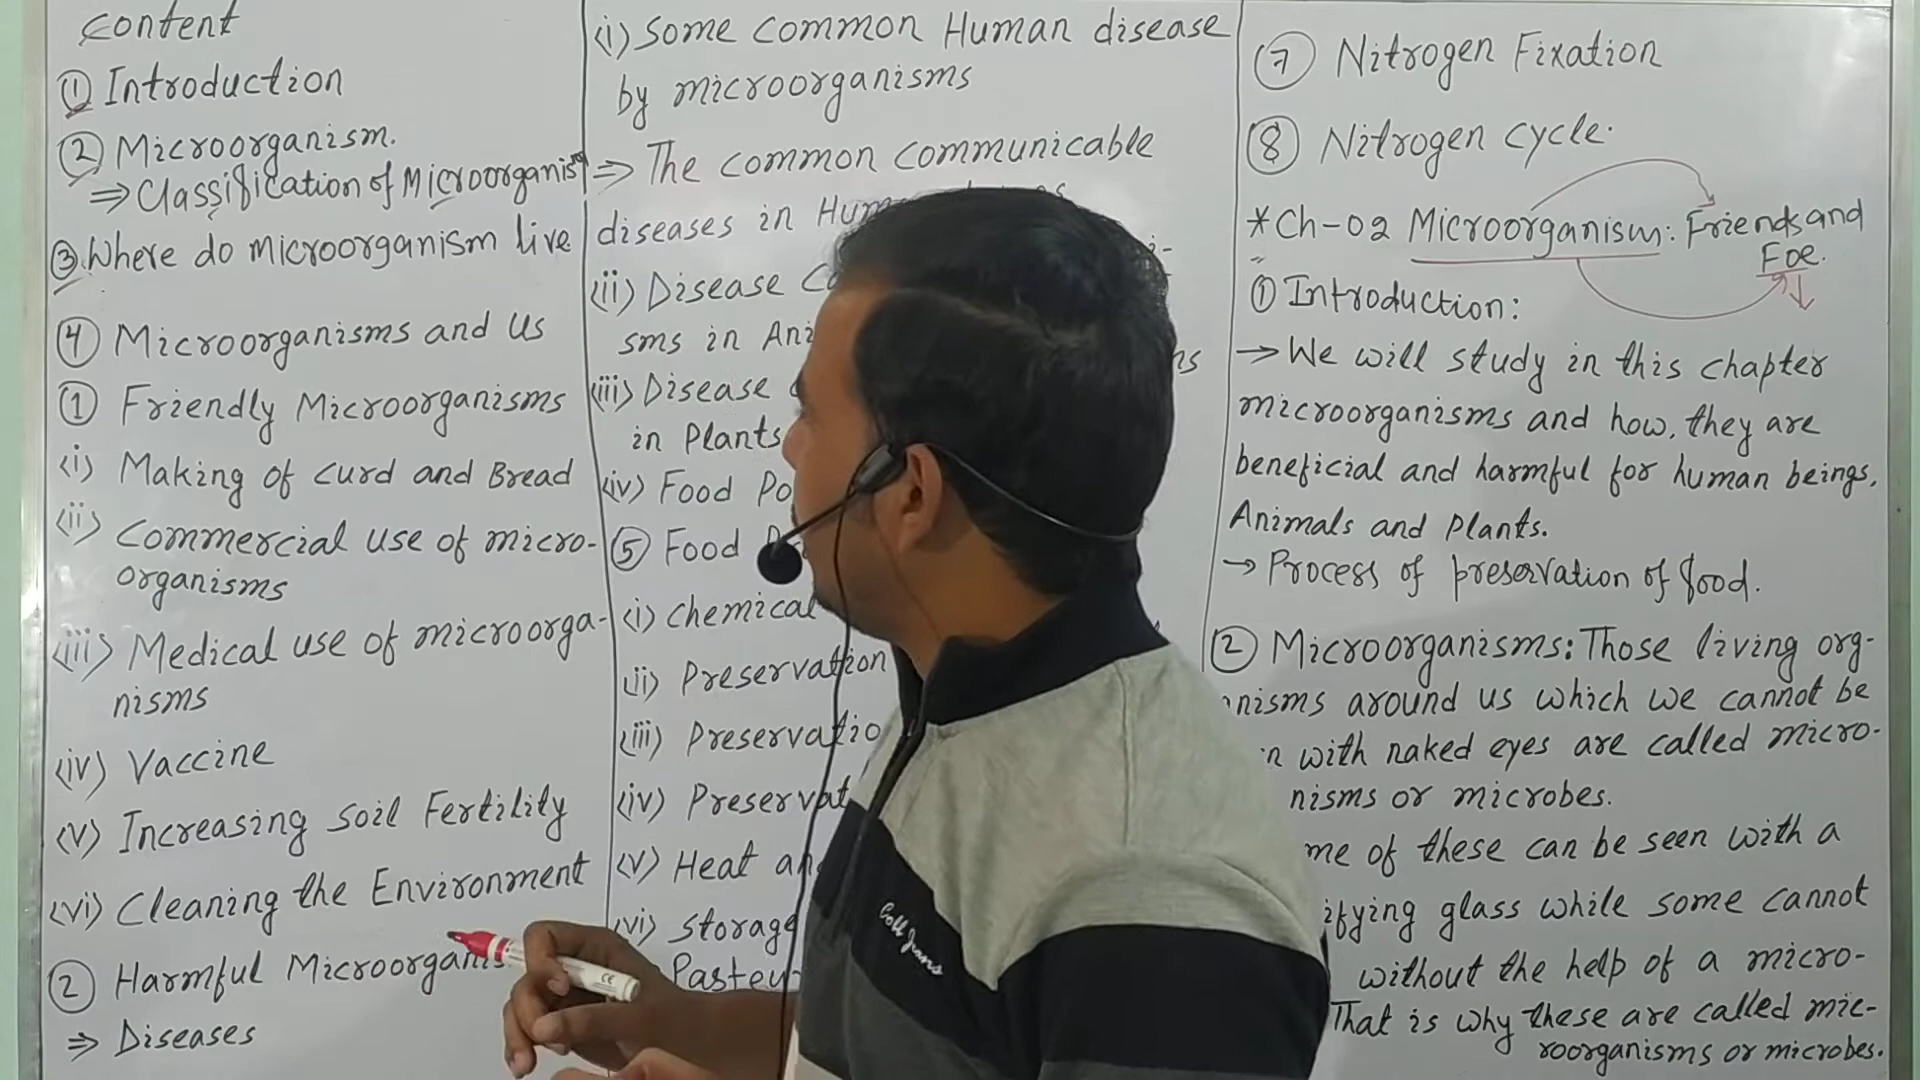 Content
① Introduction
② Microorganism.
⇒ Classification of Microorganism
③ Where do microorganism live
④ Microorganisms and us
① Friendly Microorganisms
(i) Making of curd and Bread
(ii) Commercial use of micro-
organisms
(iii) Medical use of microorga-
nisms
(iv) Vaccine
(v) Increasing soil Fertility
(vi) Cleaning the Environment
② Harmful Microorganis
⇒ Diseases
(i) Some common Human disease
by microorganisms
⇒ The common communicable
diseases in Hum
(ii) Disease
sms in Ani
(iii) Disease
in Plants
(iv) Food Po
⑤ Food
(i) chemical
(ii) Preservation
(iii) Preservatio
(iv) Preservat
(v) Heat an
(vi) Storage
Pasteu
⑦ Nitrogen Fixation
⑧ Nitrogen cycle.
*Ch-02 Microorganism: Friends and
Foe.
① Introduction:
→ We will study in this chapter
microorganisms and how, they are
beneficial and harmful for human beings,
Animals and Plants.
→ Process of preservation of food.
② Microorganisms: Those living org-
nisms around us which we cannot be
n with naked eyes are called micro-
nisms or microbes.
me of these can be seen with a
ifying glass while some cannot
without the help of a micro-
That is why these are called mic-
roorganisms or microbes.
Colt Jeans